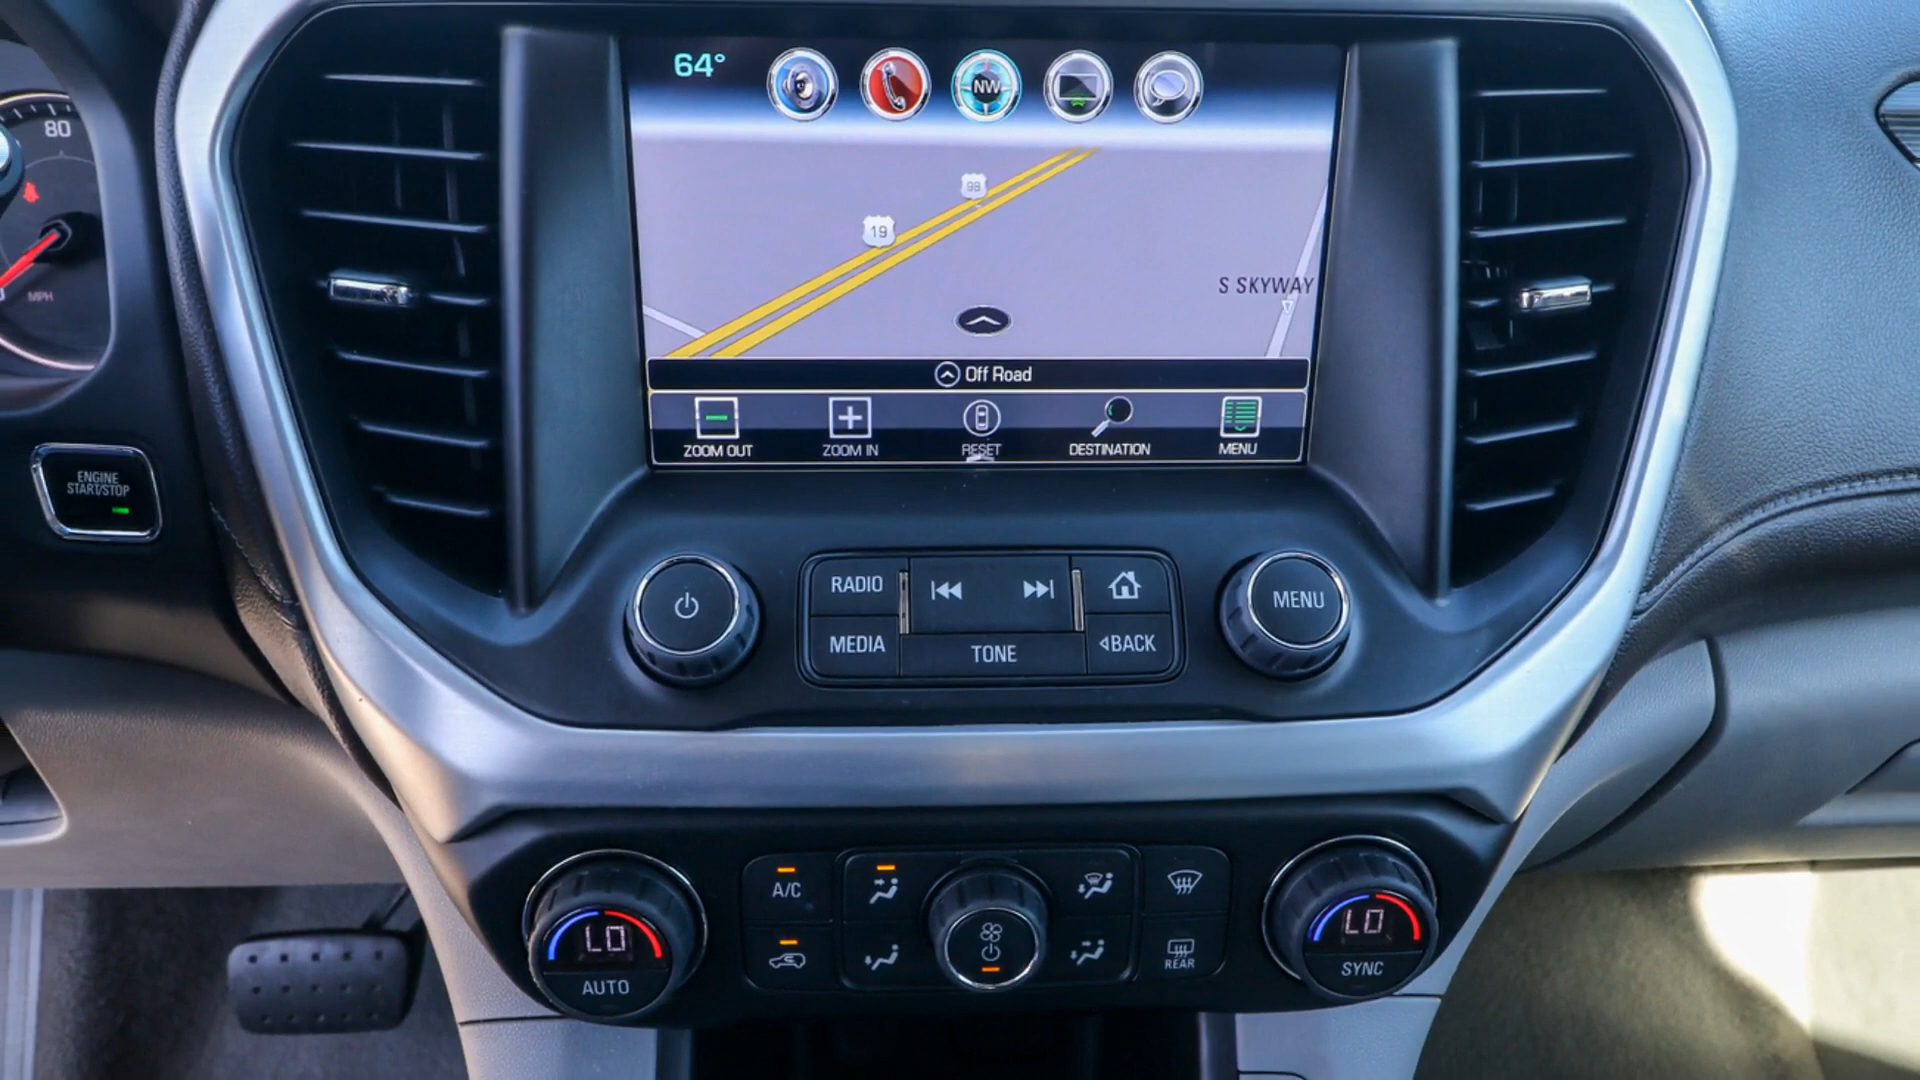 64°
NW
80
98
19
S SKYWAY
MPH
Off Road
ZOOM OUT
ZOOM IN
RESET
DESTINATION
MENU
ENGINE
START/STOP
RADIO
MENU
MEDIA
TONE
BACK
A/C
LO
LO
REAR
AUTO
SYNC